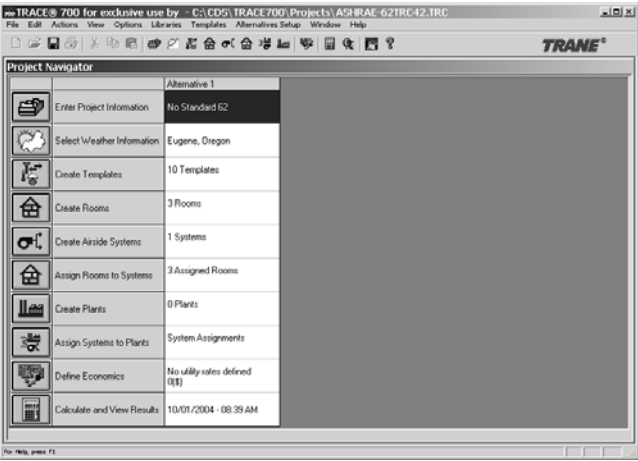 TRACE® 700 for exclusive use by - C:\CDS\TRACE700\Projects\ASHRAE-62TRC42.TRC
File Edit Actions View Options Libraries Templates Alternatives Setup Window Help
TRANE®
Project Navigator
Alternative 1
Enter Project Information No Standard 62
Select Weather Information Eugene, Oregon
Create Templates 10 Templates
Create Rooms 3 Rooms
Create Airside Systems 1 Systems
Assign Rooms to Systems 3 Assigned Rooms
Create Plants 0 Plants
Assign Systems to Plants System Assignments
Define Economics No utility rates defined
0($)
Calculate and View Results 10/01/2004 - 08:39 AM
For Help, press F1